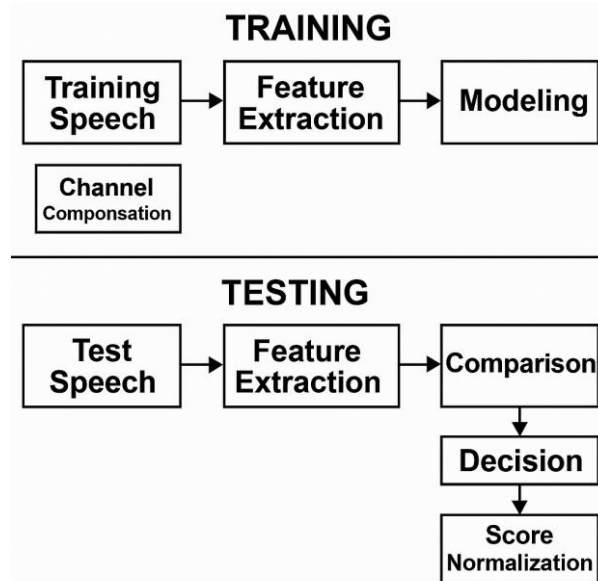 TRAINING
Training
Speech
Feature
Extraction
Modeling
Channel
Componsation
TESTING
Test
Speech
Feature
Extraction
Comparison
Decision
Score
Normalization